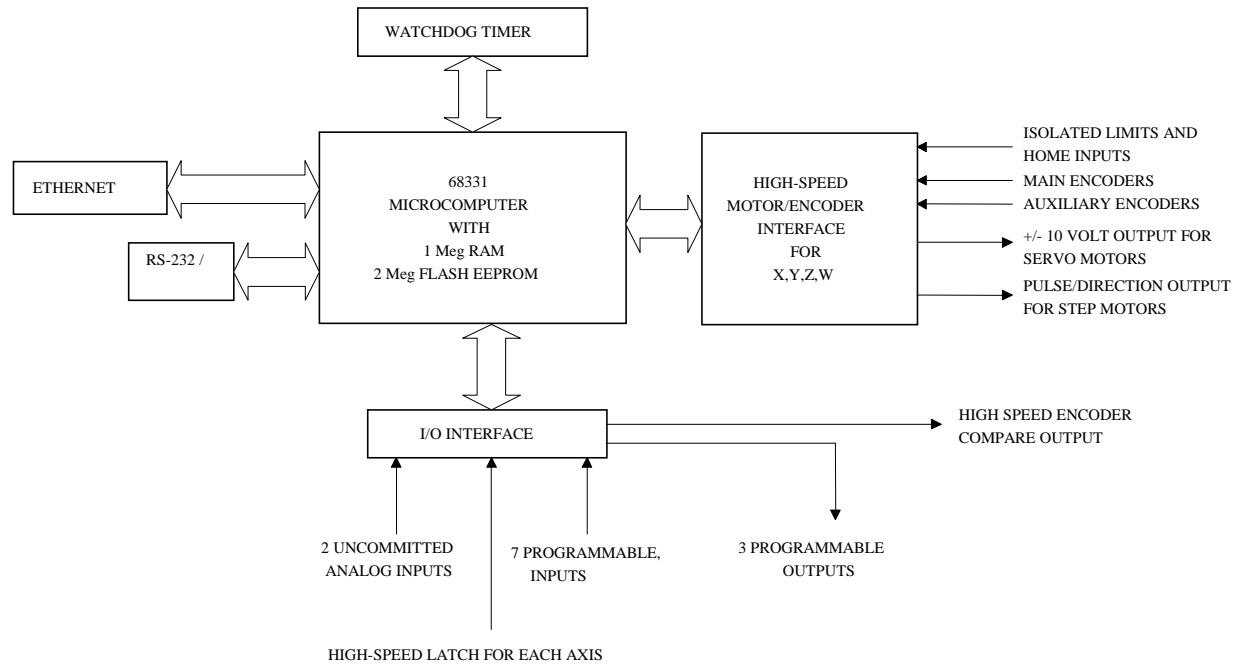 WATCHDOG TIMER
ETHERNET
RS-232 /
68331
MICROCOMPUTER
WITH
1 Meg RAM
2 Meg FLASH EEPROM
HIGH-SPEED
MOTOR/ENCODER
INTERFACE
FOR
X,Y,Z,W
ISOLATED LIMITS AND
HOME INPUTS
MAIN ENCODERS
AUXILIARY ENCODERS
+/- 10 VOLT OUTPUT FOR
SERVO MOTORS
PULSE/DIRECTION OUTPUT
FOR STEP MOTORS
I/O INTERFACE
HIGH SPEED ENCODER
COMPARE OUTPUT
2 UNCOMMITTED
ANALOG INPUTS
7 PROGRAMMABLE,
INPUTS
3 PROGRAMMABLE
OUTPUTS
HIGH-SPEED LATCH FOR EACH AXIS